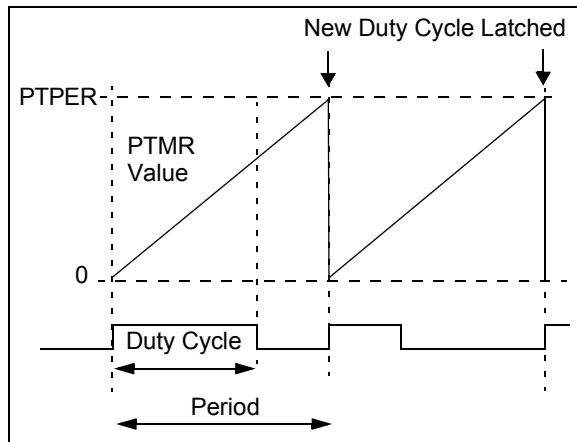 New Duty Cycle Latched
PTPER
PTMR
Value
0
Duty Cycle
Period